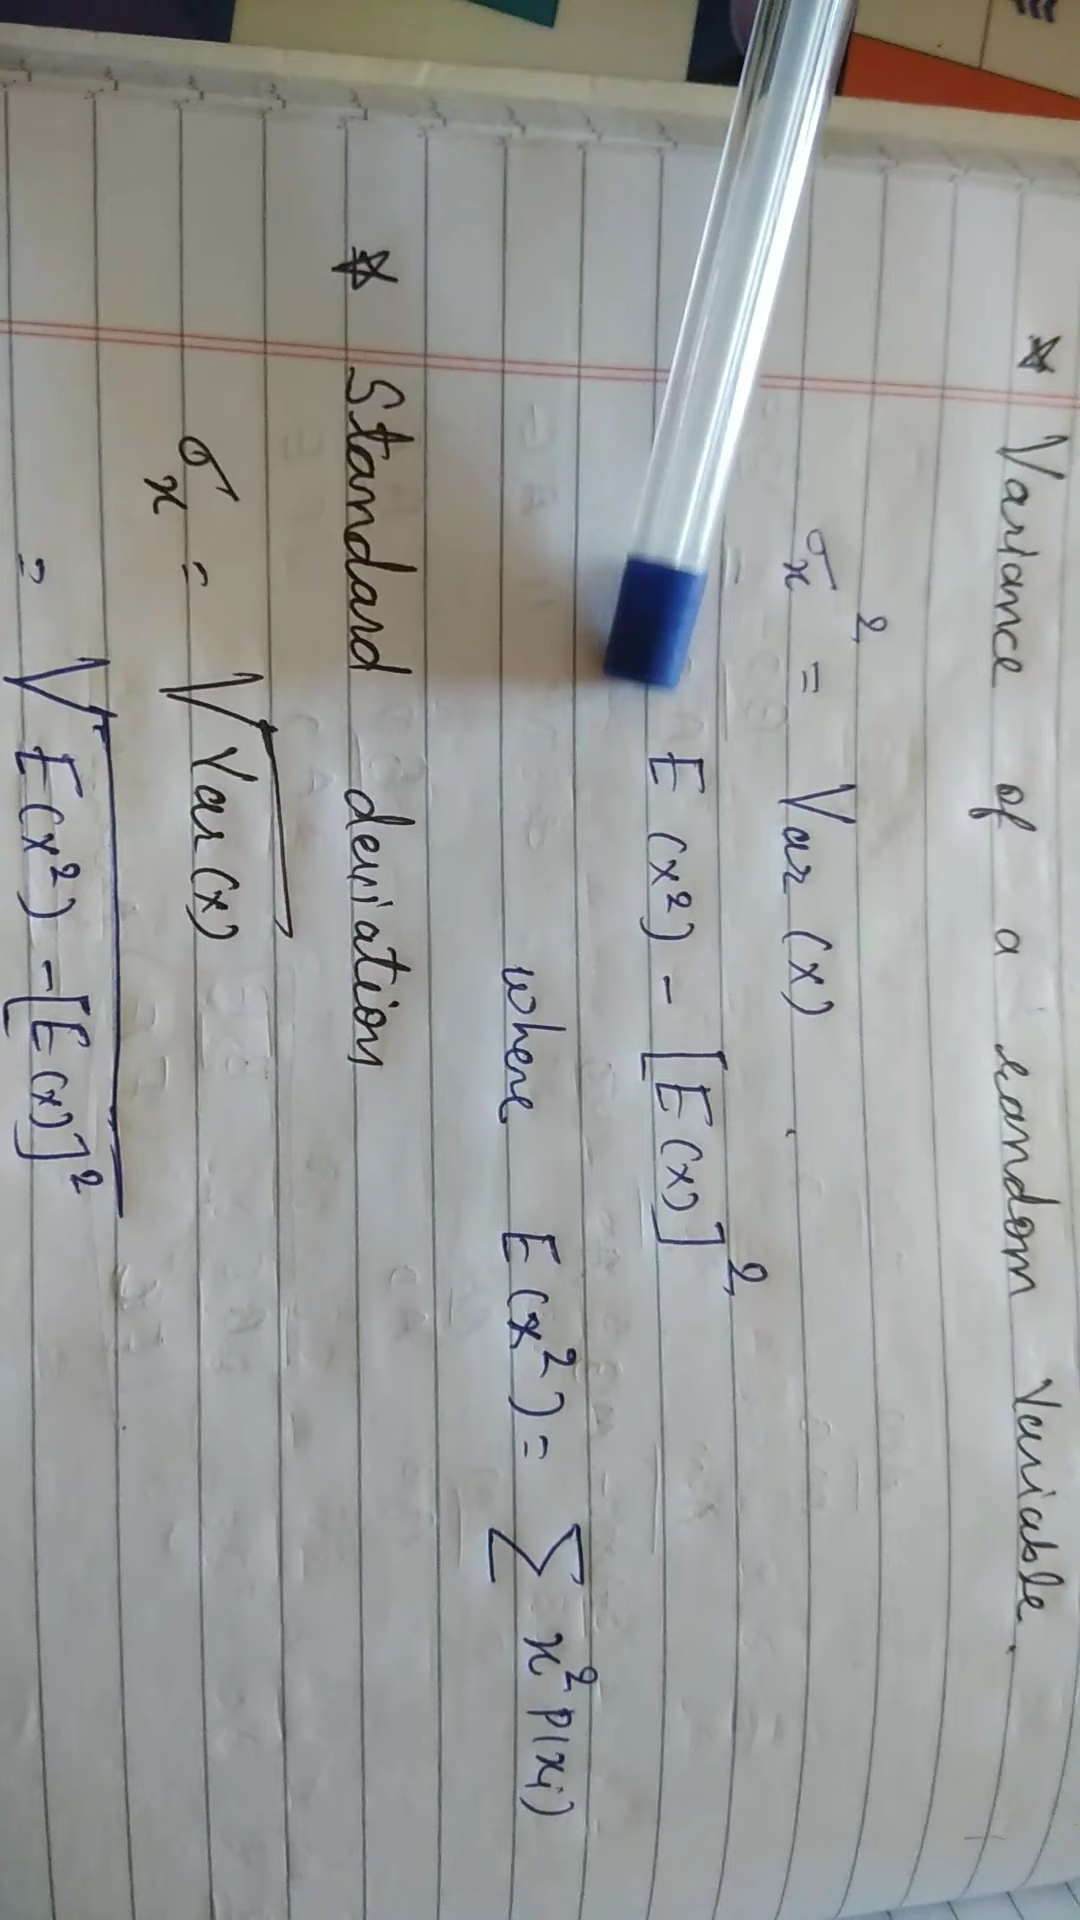 * Variance of a random variable.
σx² = Var (x).
E (x²) - [E(x)]²
where E(x²) = ∑ x² P(xi)
* Standard deviation
σx = √Var (x)
= √E(x²) - [E(x)]²